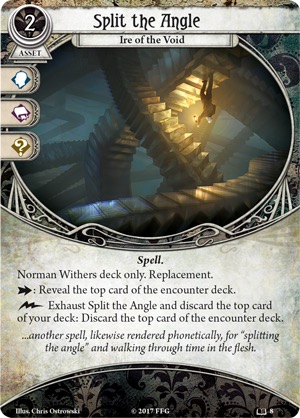 2
Split the Angle
Ire of the Void
ASSET
?
Spell.
Norman Withers deck only. Replacement.
: Reveal the top card of the encounter deck.
Exhaust Split the Angle and discard the top card
of your deck: Discard the top card of the encounter deck.
...another spell, likewise rendered phonetically, for “splitting
the angle” and walking through time in the flesh.
Illus. Chris Ostrowski
© 2017 FFG
8